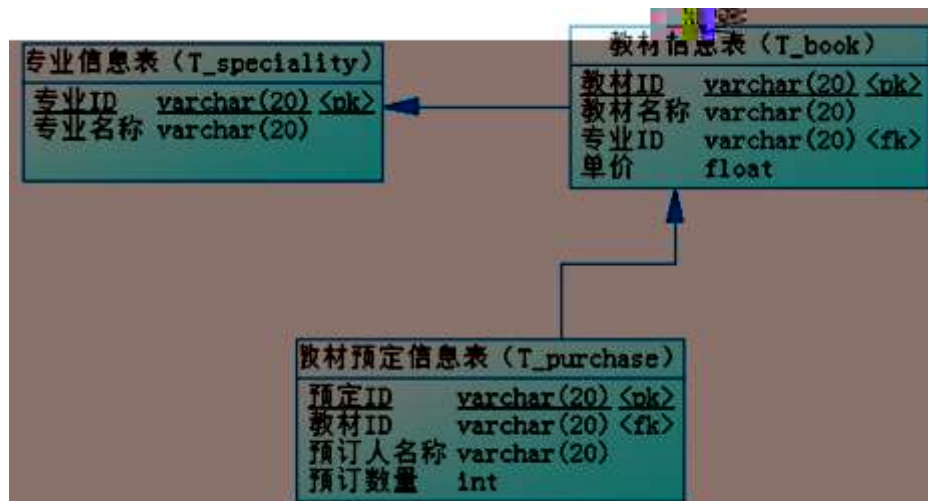 专业信息表（T_speciality）
专业ID varchar(20) <pk>
专业名称 varchar(20)
教材信息表（T_book）
教材ID varchar(20) <pk>
教材名称 varchar(20)
专业ID varchar(20) <fk>
单价 float
教材预定信息表（T_purchase）
预定ID varchar(20) <pk>
教材ID varchar(20) <fk>
预订人名称 varchar(20)
预订数量 int